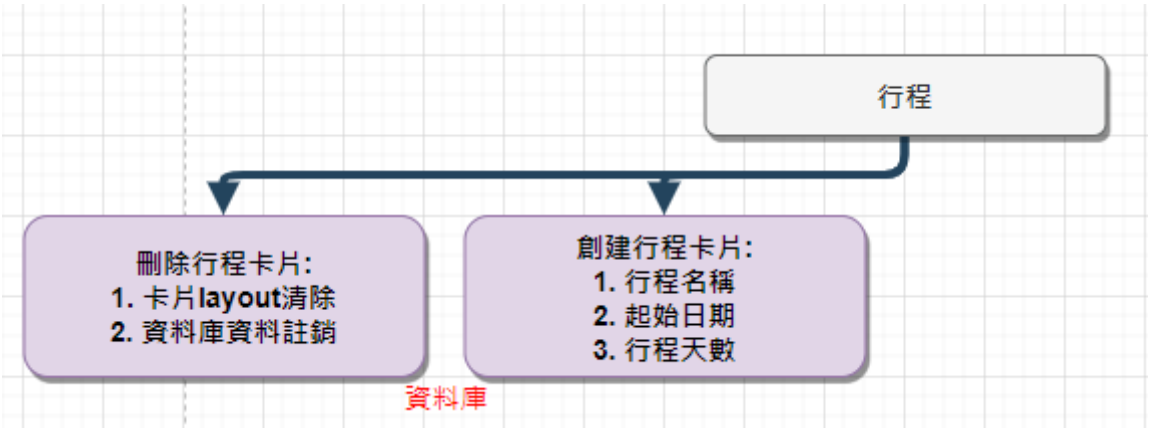 行程
刪除行程卡片:
1. 卡片layout清除
2. 資料庫資料註銷
創建行程卡片:
1. 行程名稱
2. 起始日期
3. 行程天數
資料庫